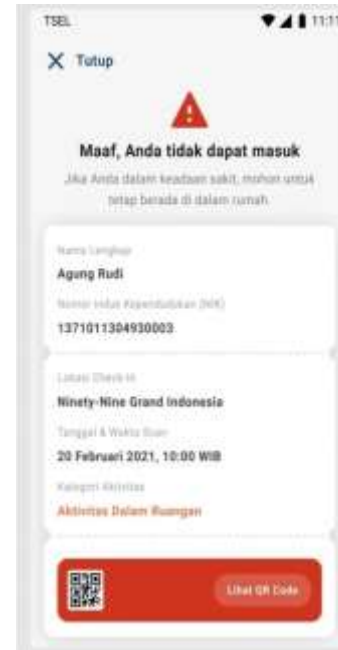 TSEL
11:11
Tutup
Maaf, Anda tidak dapat masuk
Jika Anda dalam keadaan sakit, mohon untuk
tetap berada di dalam rumah.
Nama Lengkap
Agung Rudi
Nomor Induk Kependudukan (NIK)
1371011304930003
Lokasi Check in
Ninety-Nine Grand Indonesia
Tanggal & Waktu Scan
20 Februari 2021, 10:00 WIB
Kategori Aktivitas
Aktivitas Dalam Ruangan
Lihat QR Code